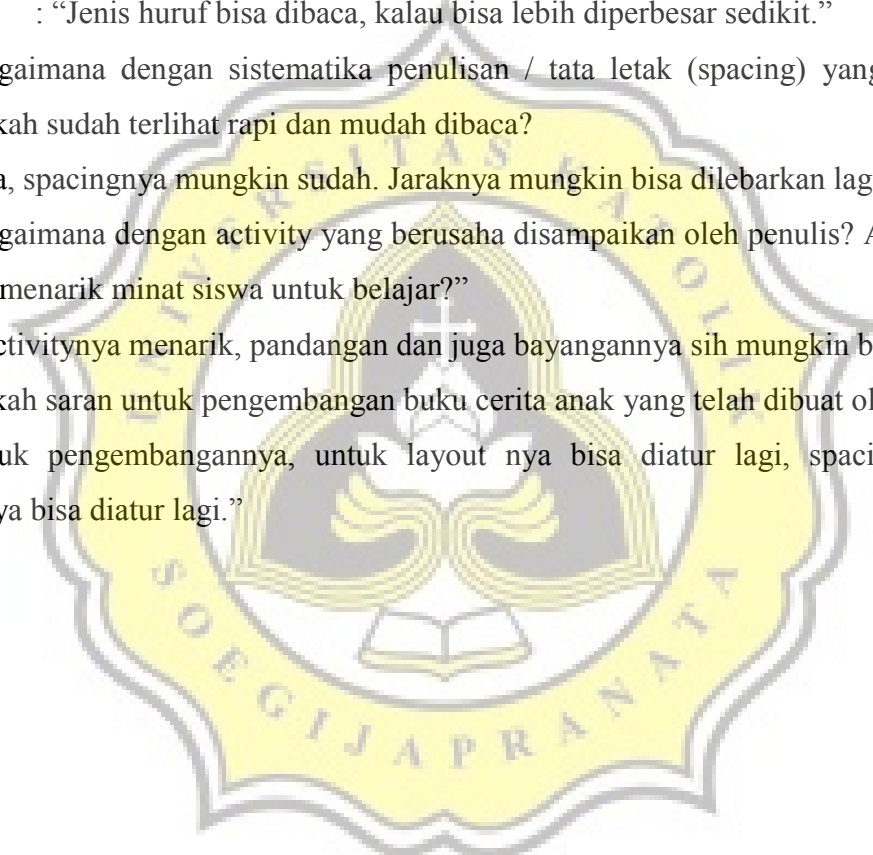 : “Jenis huruf bisa dibaca, kalau bisa lebih diperbesar sedikit.”
gaimana dengan sistematika penulisan / tata letak (spacing) yang
kah sudah terlihat rapi dan mudah dibaca?
a, spacingnya mungkin sudah. Jaraknya mungkin bisa dilebarkan lag
gaimana dengan activity yang berusaha disampaikan oleh penulis? A
menarik minat siswa untuk belajar?”
ctivitynya menarik, pandangan dan juga bayangannya sih mungkin b
kah saran untuk pengembangan buku cerita anak yang telah dibuat ol
uk pengembangannya, untuk layout nya bisa diatur lagi, spaci
ya bisa diatur lagi.”
UNIVERSITAS KATOLIK
SOEGIJAPRANATA